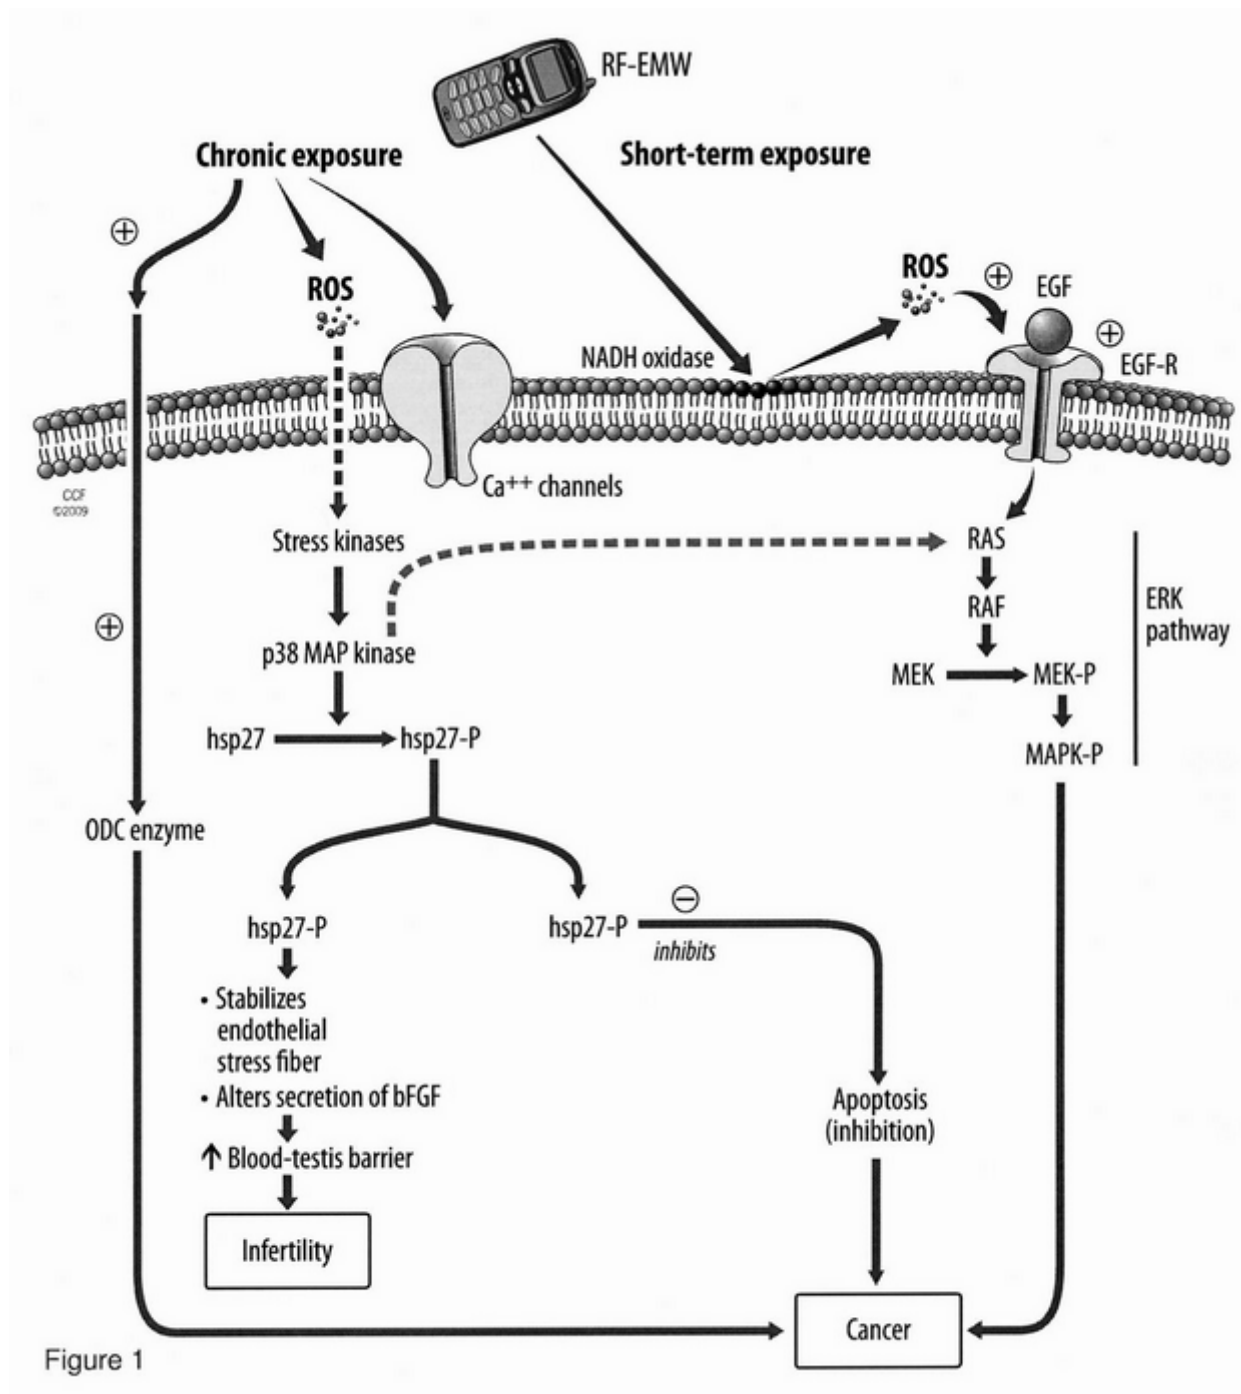 RF-EMW
Chronic exposure
Short-term exposure
+
ROS
ROS
+
EGF
+
EGF-R
NADH oxidase
Ca++ channels
CCF
©2009
Stress kinases
RAS
RAF
ERK
pathway
+
p38 MAP kinase
MEK
MEK-P
hsp27
hsp27-P
MAPK-P
ODC enzyme
hsp27-P
hsp27-P
−
inhibits
• Stabilizes
endothelial
stress fiber
• Alters secretion of bFGF
↑ Blood-testis barrier
Apoptosis
(inhibition)
Infertility
Cancer
Figure 1